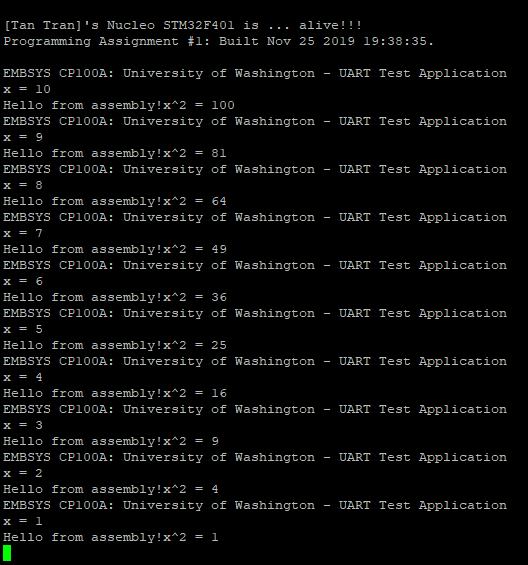 [Tan Tran]'s Nucleo STM32F401 is ... alive!!!
Programming Assignment #1: Built Nov 25 2019 19:38:35.
EMBSYS CP100A: University of Washington - UART Test Application
x = 10
Hello from assembly!x^2 = 100
EMBSYS CP100A: University of Washington - UART Test Application
x = 9
Hello from assembly!x^2 = 81
EMBSYS CP100A: University of Washington - UART Test Application
x = 8
Hello from assembly!x^2 = 64
EMBSYS CP100A: University of Washington - UART Test Application
x = 7
Hello from assembly!x^2 = 49
EMBSYS CP100A: University of Washington - UART Test Application
x = 6
Hello from assembly!x^2 = 36
EMBSYS CP100A: University of Washington - UART Test Application
x = 5
Hello from assembly!x^2 = 25
EMBSYS CP100A: University of Washington - UART Test Application
x = 4
Hello from assembly!x^2 = 16
EMBSYS CP100A: University of Washington - UART Test Application
x = 3
Hello from assembly!x^2 = 9
EMBSYS CP100A: University of Washington - UART Test Application
x = 2
Hello from assembly!x^2 = 4
EMBSYS CP100A: University of Washington - UART Test Application
x = 1
Hello from assembly!x^2 = 1